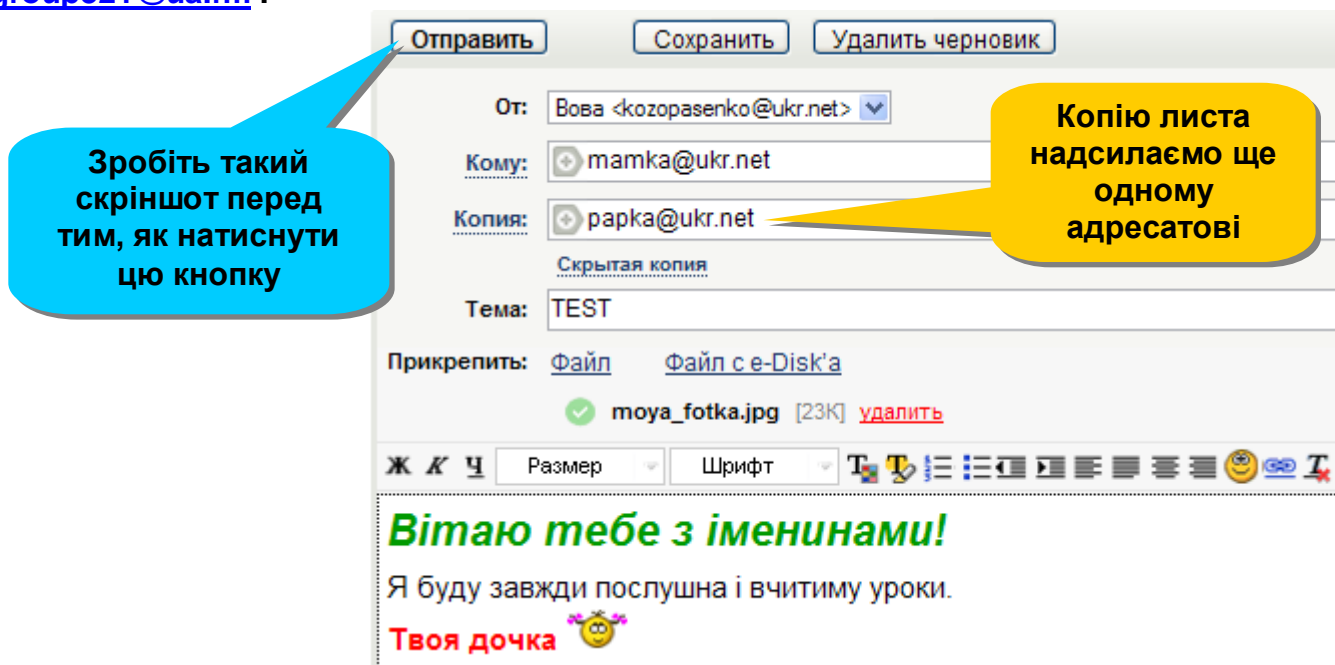 Отправить Сохранить Удалить черновик
От: Вова <kozopasenko@ukr.net>
Зробіть такий
скріншот перед
тим, як натиснути
цю кнопку
Копію листа
надсилаємо ще
одному
адресатові
Кому: mamka@ukr.net
Копия: papka@ukr.net
Скрытая копия
Тема: TEST
Прикрепить: Файл Файл с e-Disk'а
moya_fotka.jpg [23K] удалить
Ж К Ч Размер Шрифт
Вітаю тебе з іменинами!
Я буду завжди послушна і вчитиму уроки.
Твоя дочка